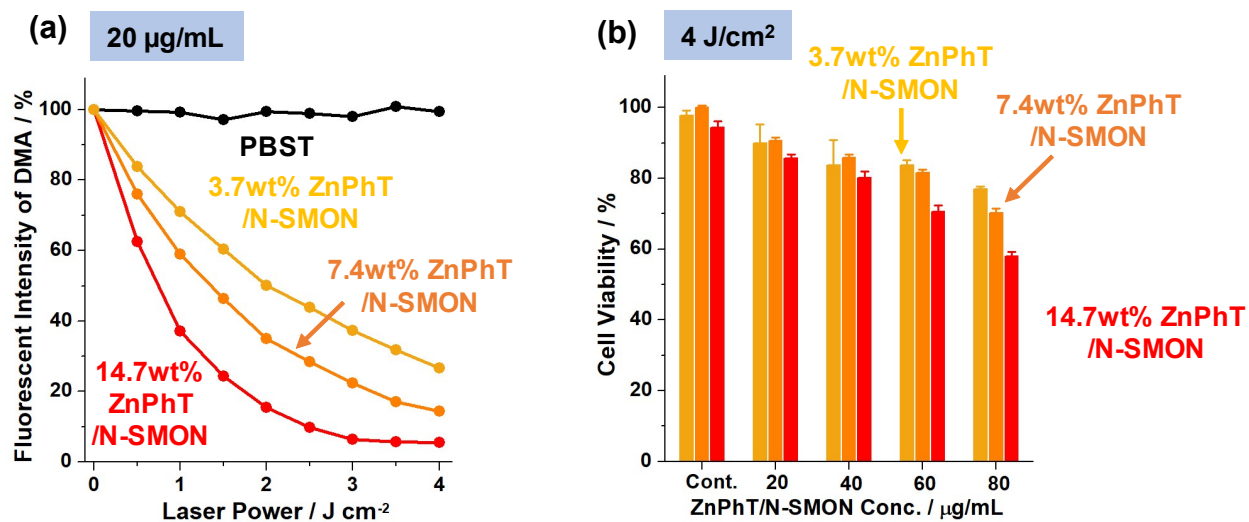 (a)
20 µg/mL
Fluorescent Intensity of DMA / %
100
80
60
40
20
0
PBST
3.7wt% ZnPhT
/N-SMON
7.4wt% ZnPhT
/N-SMON
14.7wt%
ZnPhT
/N-SMON
0 1 2 3 4
Laser Power / J cm-2
(b)
4 J/cm2
Cell Viability / %
100
80
60
40
20
0
3.7wt% ZnPhT
/N-SMON
7.4wt% ZnPhT
/N-SMON
14.7wt% ZnPhT
/N-SMON
Cont. 20 40 60 80
ZnPhT/N-SMON Conc. / µg/mL